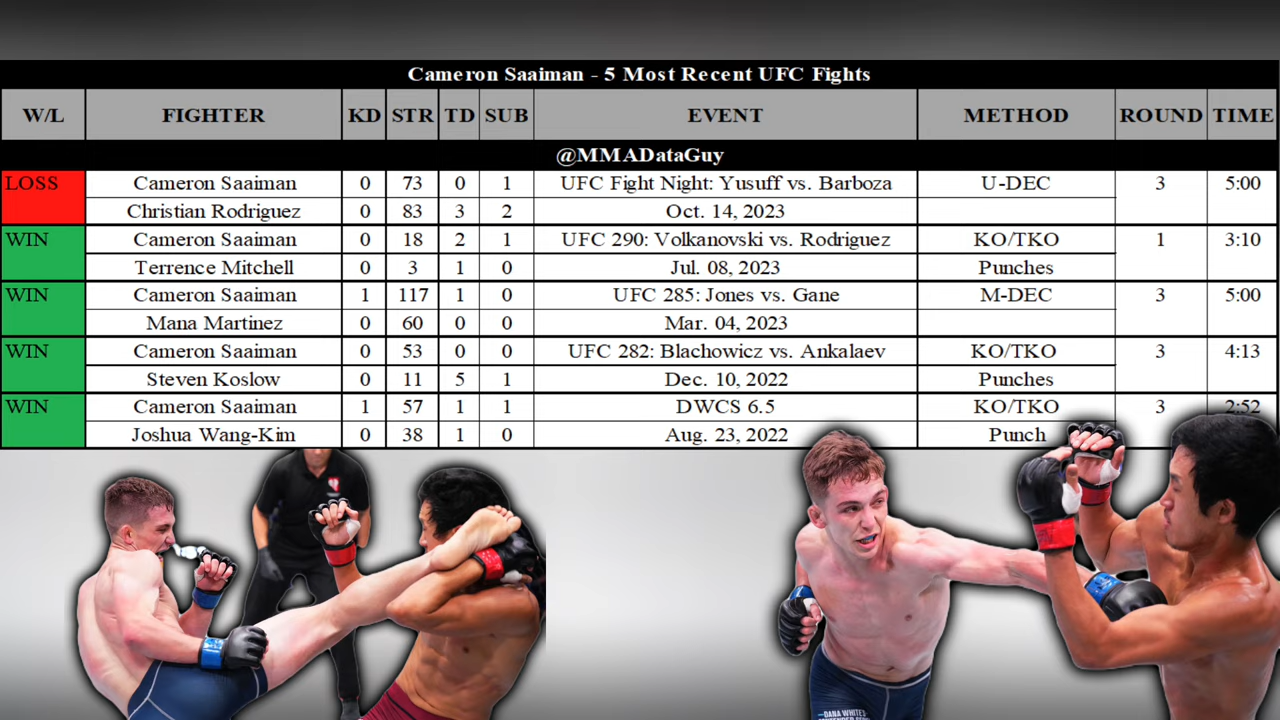 Cameron Saaiman - 5 Most Recent UFC Fights
W/L FIGHTER KD STR TD SUB EVENT METHOD ROUND TIME
@MMADataGuy
LOSS Cameron Saaiman 0 73 0 1 UFC Fight Night: Yusuff vs. Barboza U-DEC 3 5:00
Christian Rodriguez 0 83 3 2 Oct. 14, 2023
WIN Cameron Saaiman 0 18 2 1 UFC 290: Volkanovski vs. Rodriguez KO/TKO 1 3:10
Terrence Mitchell 0 3 1 0 Jul. 08, 2023 Punches
WIN Cameron Saaiman 1 117 1 0 UFC 285: Jones vs. Gane M-DEC 3 5:00
Mana Martinez 0 60 0 0 Mar. 04, 2023
WIN Cameron Saaiman 0 53 0 0 UFC 282: Blachowicz vs. Ankalaev KO/TKO 3 4:13
Steven Koslow 0 11 5 1 Dec. 10, 2022 Punches
WIN Cameron Saaiman 1 57 1 1 DWCS 6.5 KO/TKO 3 2:52
Joshua Wang-Kim 0 38 1 0 Aug. 23, 2022 Punch
DANA WHITE'S
CONTENDER SERIES